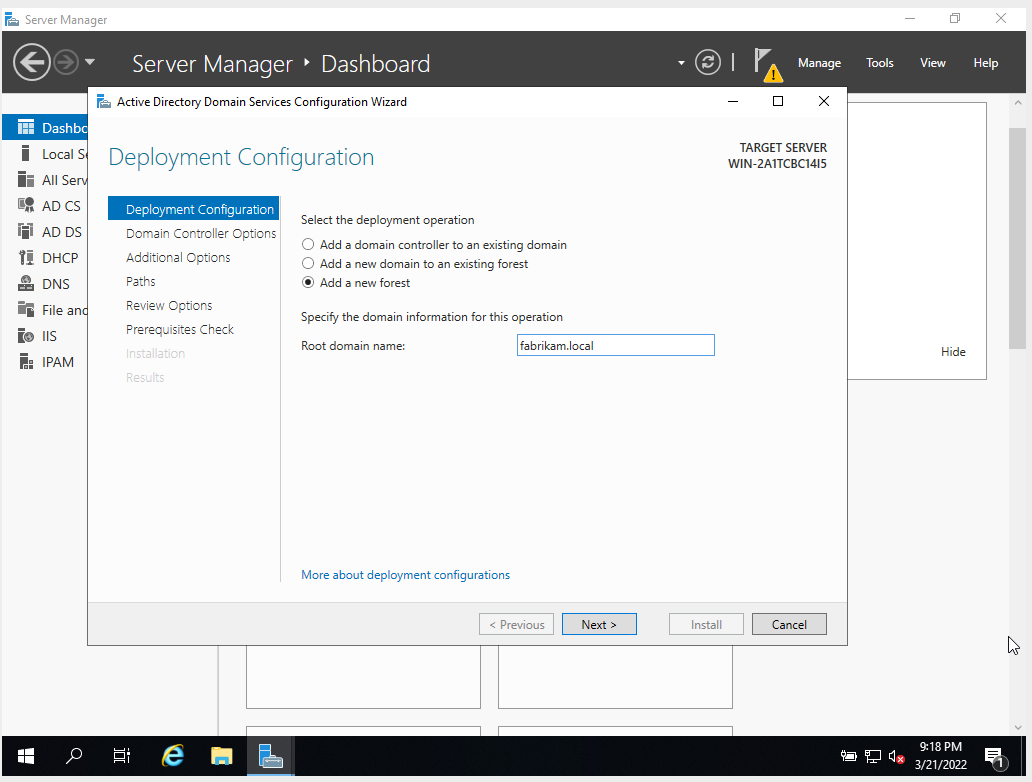 Server Manager
Server Manager
Dashboard
Manage
Tools
View
Help
Active Directory Domain Services Configuration Wizard
Dashbo
Local Se
All Serv
AD CS
AD DS
DHCP
DNS
File and
IIS
IPAM
Deployment Configuration
TARGET SERVER
WIN-2A1TCBC14I5
Deployment Configuration
Domain Controller Options
Additional Options
Paths
Review Options
Prerequisites Check
Installation
Results
Select the deployment operation
Add a domain controller to an existing domain
Add a new domain to an existing forest
Add a new forest
Specify the domain information for this operation
Root domain name:
fabrikam.local
Hide
More about deployment configurations
< Previous
Next >
Install
Cancel
9:18 PM
3/21/2022
1